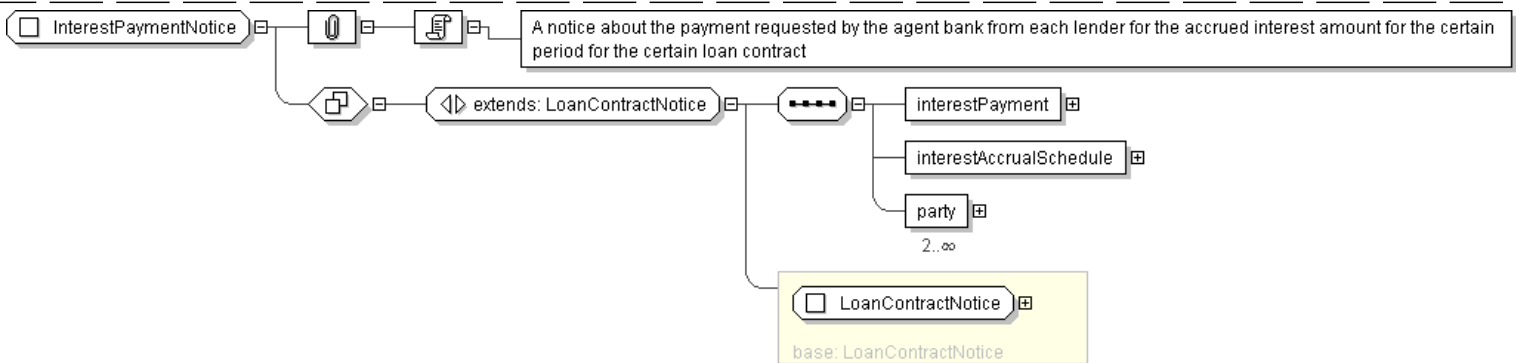 InterestPaymentNotice
A notice about the payment requested by the agent bank from each lender for the accrued interest amount for the certain
period for the certain loan contract
extends: LoanContractNotice
interestPayment
interestAccrualSchedule
party
2..∞
LoanContractNotice
base: LoanContractNotice